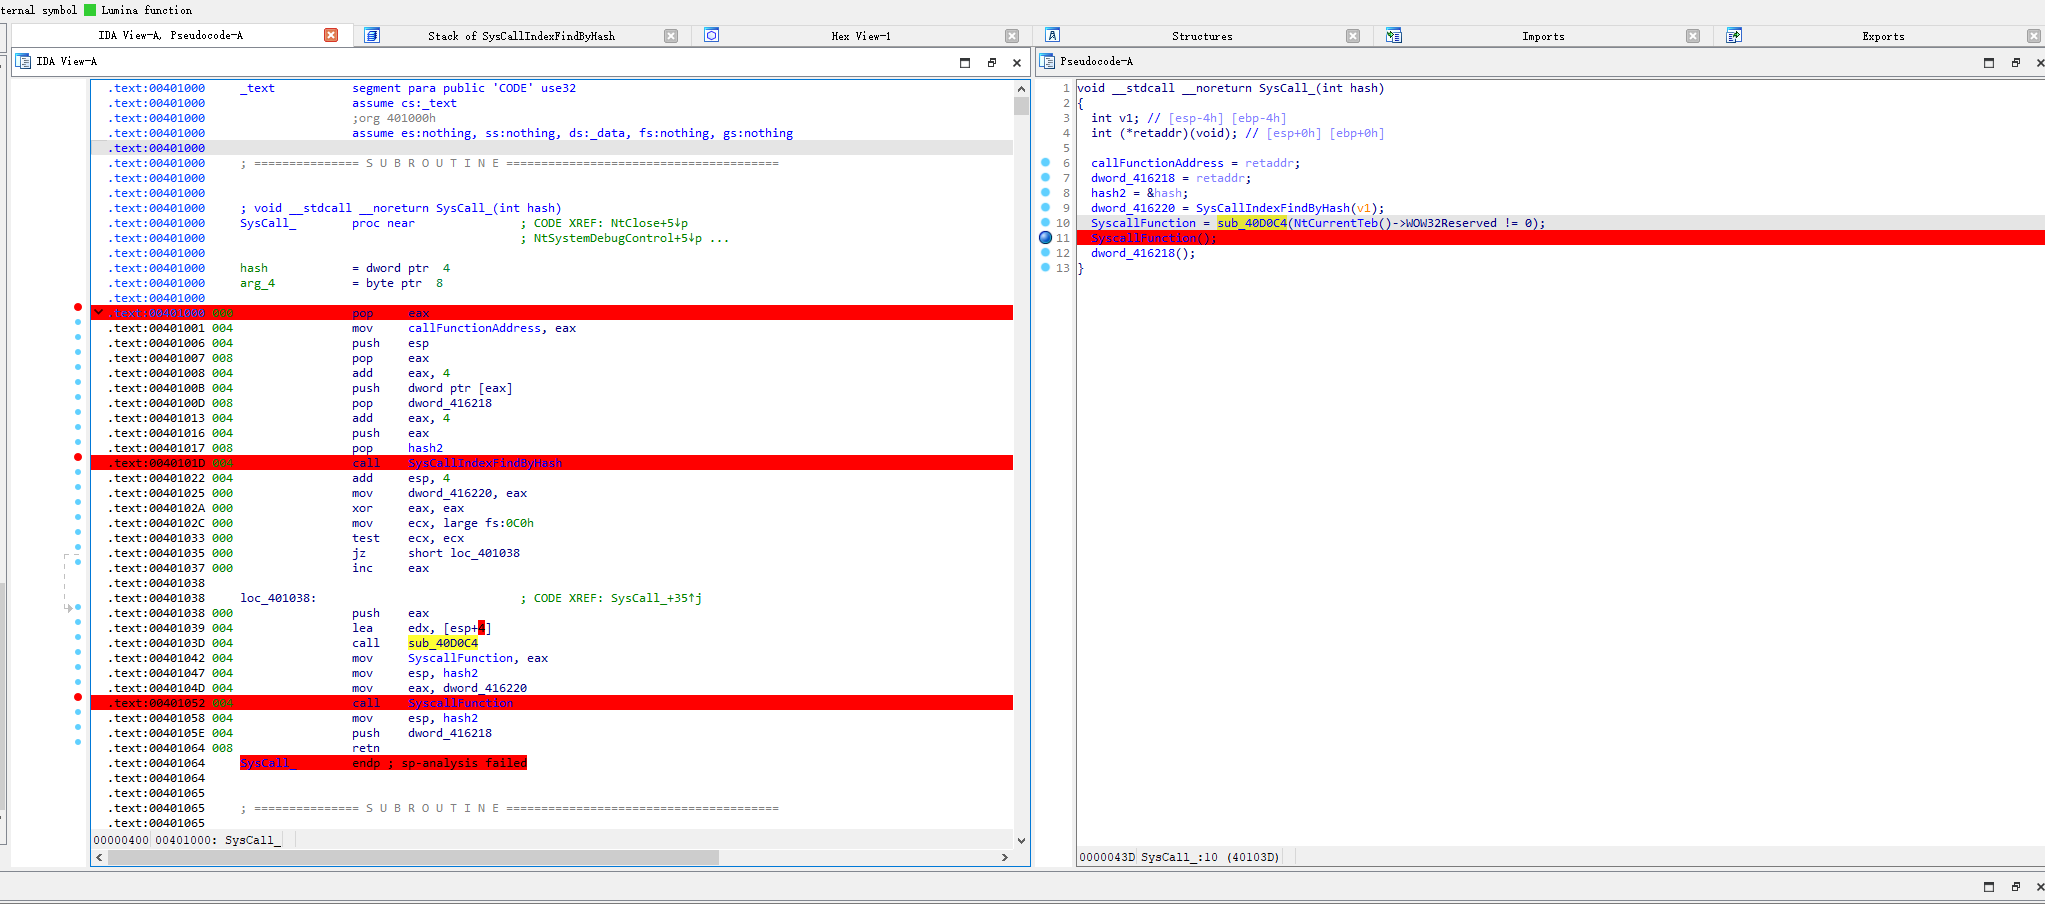 ternal symbol Lumina function
IDA View-A, Pseudocode-A Stack of SysCallIndexFindByHash Hex View-1 Structures Imports Exports
IDA View-A
.text:00401000 _text segment para public 'CODE' use32
.text:00401000 assume cs:_text
.text:00401000 ;org 401000h
.text:00401000 assume es:nothing, ss:nothing, ds:_data, fs:nothing, gs:nothing
.text:00401000
.text:00401000 ; =============== S U B R O U T I N E =======================================
.text:00401000
.text:00401000
.text:00401000 ; void __stdcall __noreturn SysCall_(int hash)
.text:00401000 SysCall_ proc near ; CODE XREF: NtClose+5↓p
.text:00401000 ; NtSystemDebugControl+5↓p ...
.text:00401000
.text:00401000 hash = dword ptr 4
.text:00401000 arg_4 = byte ptr 8
.text:00401000
.text:00401000 000 pop eax
.text:00401001 004 mov callFunctionAddress, eax
.text:00401006 004 push esp
.text:00401007 008 pop eax
.text:00401008 004 add eax, 4
.text:0040100B 004 push dword ptr [eax]
.text:0040100D 008 pop dword_416218
.text:00401013 004 add eax, 4
.text:00401016 004 push eax
.text:00401017 008 pop hash2
.text:0040101D 004 call SysCallIndexFindByHash
.text:00401022 004 add esp, 4
.text:00401025 000 mov dword_416220, eax
.text:0040102A 000 xor eax, eax
.text:0040102C 000 mov ecx, large fs:0C0h
.text:00401033 000 test ecx, ecx
.text:00401035 000 jz short loc_401038
.text:00401037 000 inc eax
.text:00401038
.text:00401038 loc_401038: ; CODE XREF: SysCall_+35↑j
.text:00401038 000 push eax
.text:00401039 004 lea edx, [esp+4]
.text:0040103D 004 call sub_40D0C4
.text:00401042 004 mov SyscallFunction, eax
.text:00401047 004 mov esp, hash2
.text:0040104D 004 mov eax, dword_416220
.text:00401052 004 call SyscallFunction
.text:00401058 004 mov esp, hash2
.text:0040105E 004 push dword_416218
.text:00401064 008 retn
.text:00401064 SysCall_ endp ; sp-analysis failed
.text:00401064
.text:00401065
.text:00401065 ; =============== S U B R O U T I N E =======================================
.text:00401065
00000400 00401000: SysCall_
Pseudocode-A
1 void __stdcall __noreturn SysCall_(int hash)
2 {
3 int v1; // [esp-4h] [ebp-4h]
4 int (*retaddr)(void); // [esp+0h] [ebp+0h]
5
6 callFunctionAddress = retaddr;
7 dword_416218 = retaddr;
8 hash2 = &hash;
9 dword_416220 = SysCallIndexFindByHash(v1);
10 SyscallFunction = sub_40D0C4(NtCurrentTeb()->WOW32Reserved != 0);
11 SyscallFunction();
12 dword_416218();
13 }
0000043D SysCall_:10 (40103D)